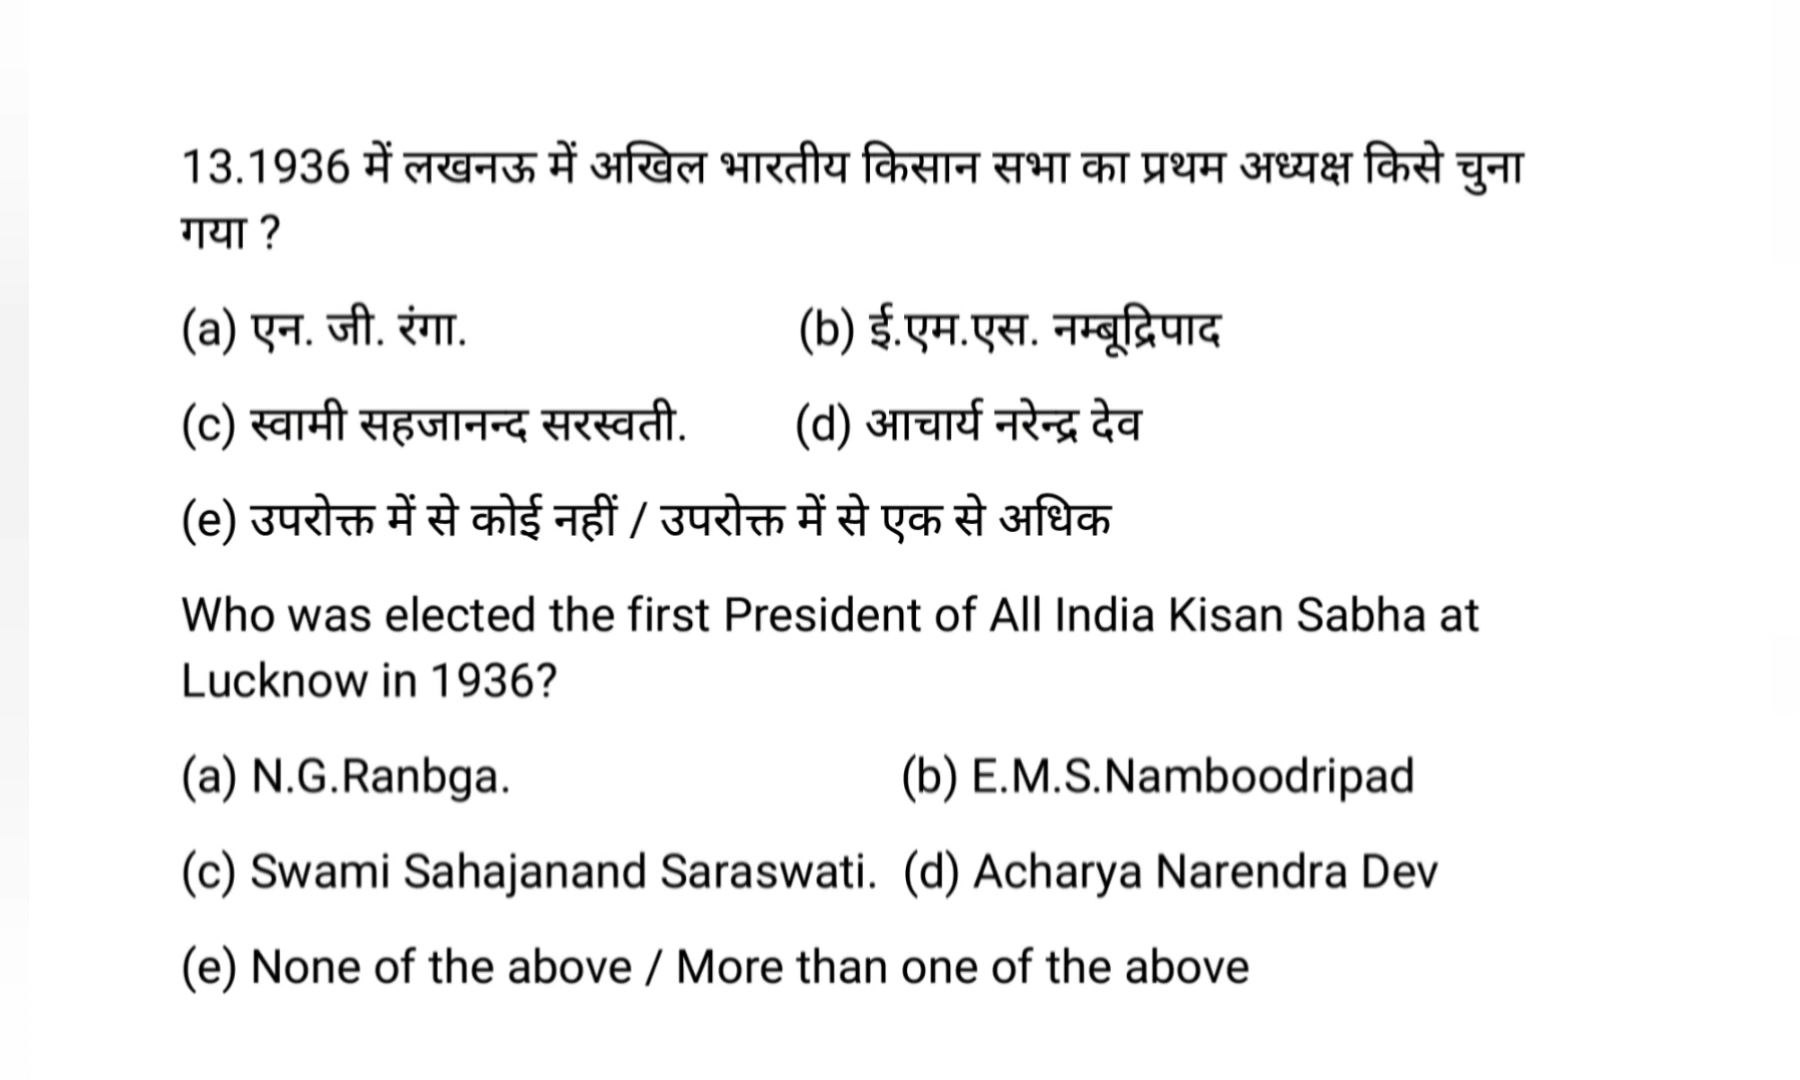 13.1936 में लखनऊ में अखिल भारतीय किसान सभा का प्रथम अध्यक्ष किसे चुना
गया ?
(a) एन. जी. रंगा. (b) ई.एम.एस. नम्बूद्रिपाद
(c) स्वामी सहजानन्द सरस्वती. (d) आचार्य नरेन्द्र देव
(e) उपरोक्त में से कोई नहीं / उपरोक्त में से एक से अधिक
Who was elected the first President of All India Kisan Sabha at
Lucknow in 1936?
(a) N.G.Ranbga. (b) E.M.S.Namboodripad
(c) Swami Sahajanand Saraswati. (d) Acharya Narendra Dev
(e) None of the above / More than one of the above